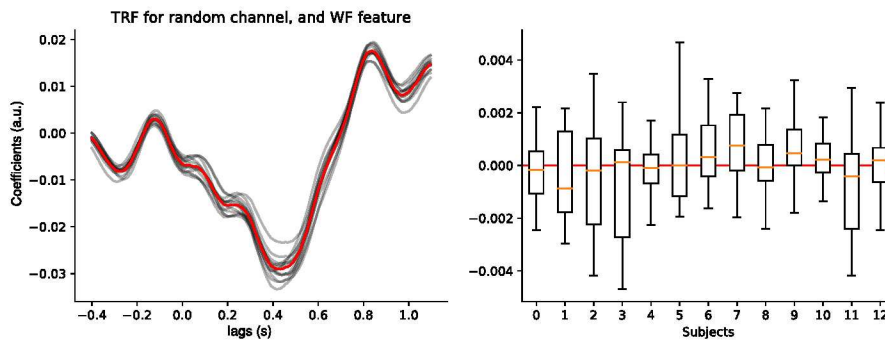 TRF for random channel, and WF feature
Coefficients (a.u.)
0.02
0.01
0.00
−0.01
−0.02
−0.03
−0.4 −0.2 0.0 0.2 0.4 0.6 0.8 1.0
lags (s)
0.004
0.002
0.000
−0.002
−0.004
0 1 2 3 4 5 6 7 8 9 10 11 12
Subjects